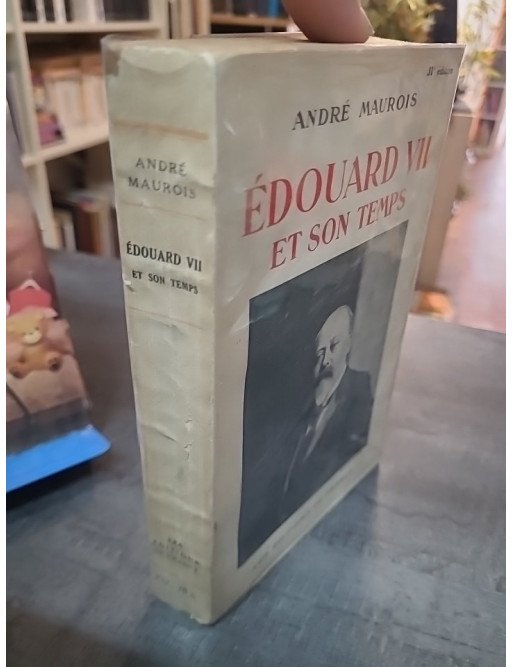 ANDRÉ
MAUROIS
ÉDOUARD VII
ET SON TEMPS
ANDRÉ MAUROIS
ÉDOUARD VII
ET SON TEMPS